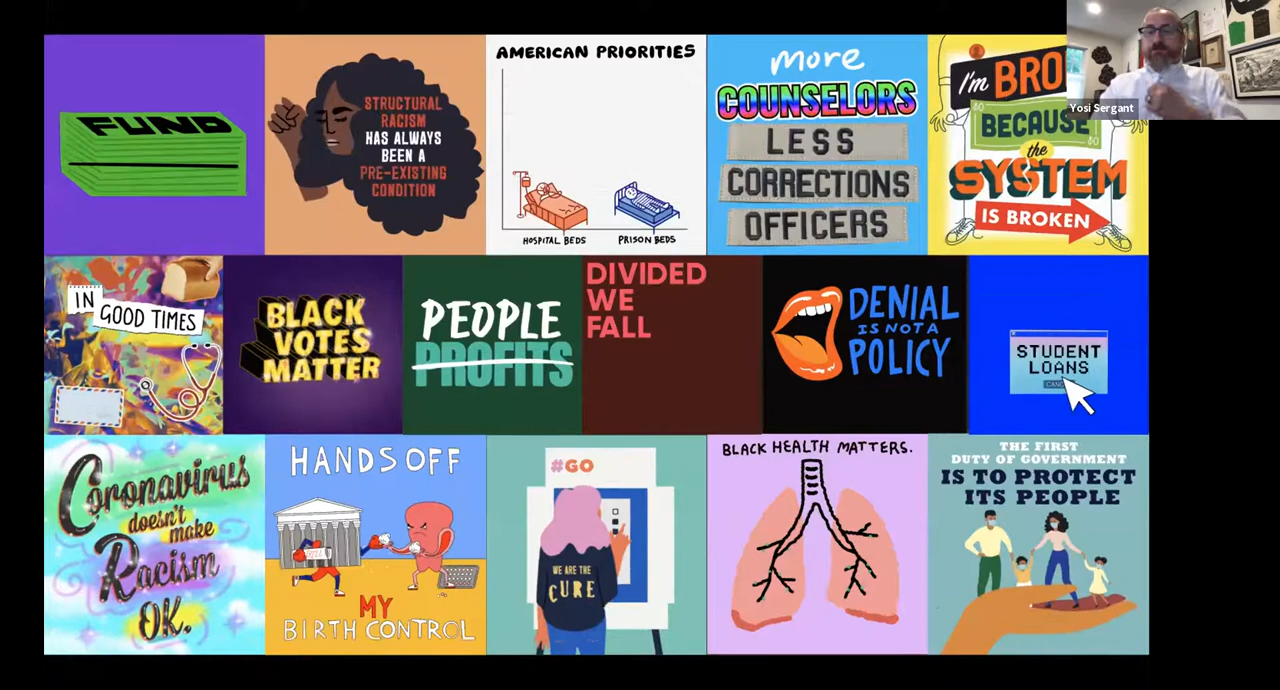 FUND
STRUCTURAL
RACISM
HAS ALWAYS
BEEN A
PRE-EXISTING
CONDITION
AMERICAN PRIORITIES
HOSPITAL BEDS
PRISON BEDS
more
COUNSELORS
LESS
CORRECTIONS
OFFICERS
I'm BRO
BECAUSE
the
SYSTEM
IS BROKEN
Yosi Sergant
IN
GOOD TIMES
BLACK
VOTES
MATTER
PEOPLE
PROFITS
DIVIDED
WE
FALL
DENIAL
IS NOT A
POLICY
STUDENT
LOANS
Coronavirus
doesn't
make
Racism
OK.
HANDS OFF
MY
BIRTH CONTROL
#GO
WE ARE THE
CURE
BLACK HEALTH MATTERS.
THE FIRST
DUTY OF GOVERNMENT
IS TO PROTECT
ITS PEOPLE